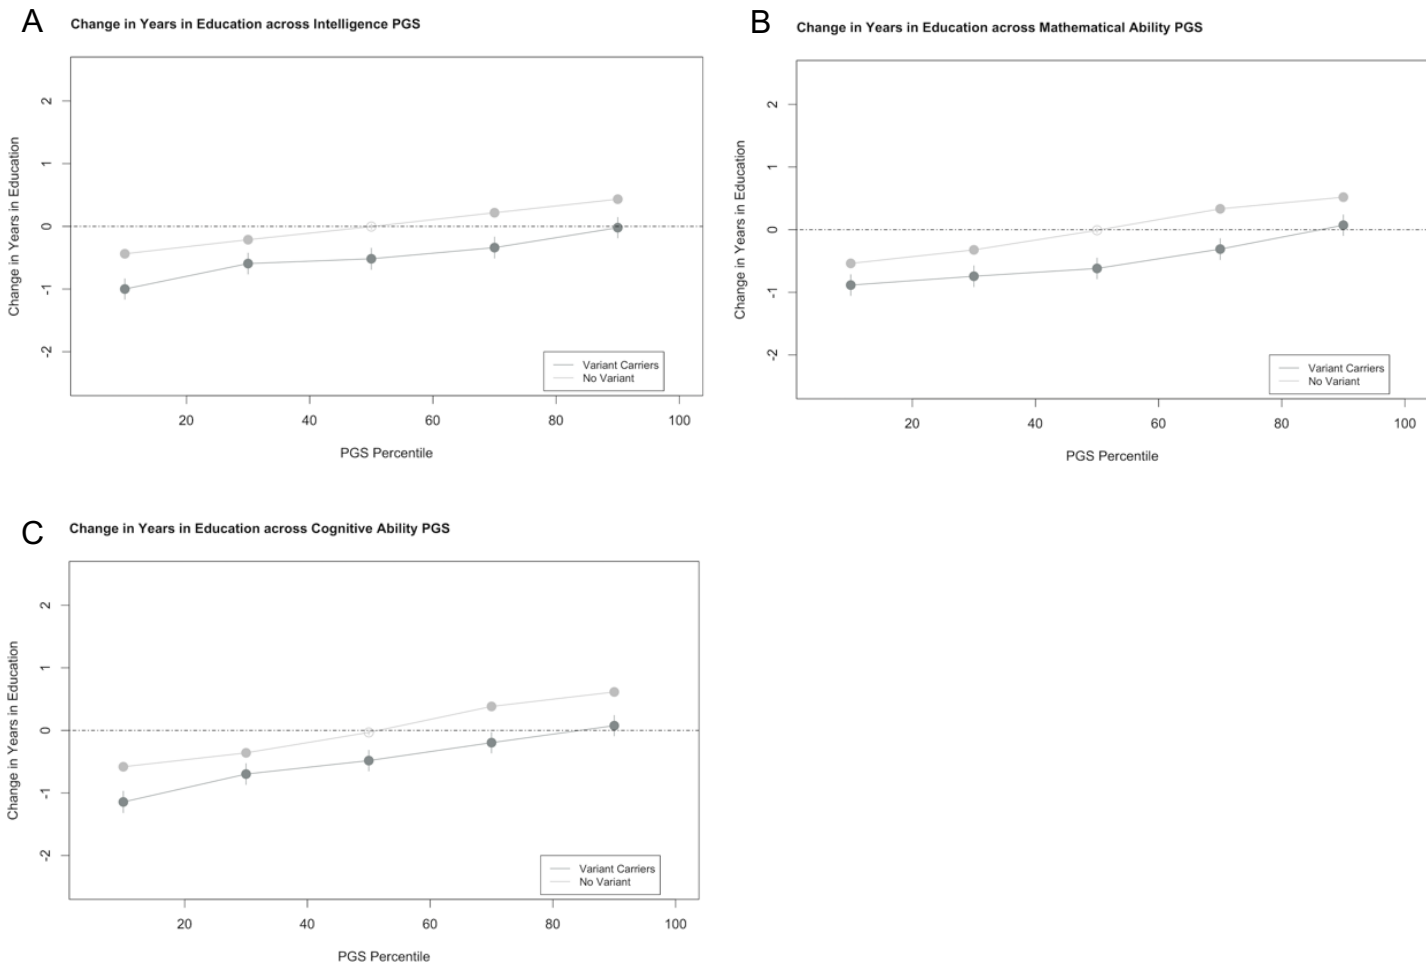 A
Change in Years in Education across Intelligence PGS
Change in Years in Education
2
1
0
-1
-2
Variant Carriers
No Variant
20 40 60 80 100
PGS Percentile
B
Change in Years in Education across Mathematical Ability PGS
Change in Years in Education
2
1
0
-1
-2
Variant Carriers
No Variant
20 40 60 80 100
PGS Percentile
C
Change in Years in Education across Cognitive Ability PGS
Change in Years in Education
2
1
0
-1
-2
Variant Carriers
No Variant
20 40 60 80 100
PGS Percentile